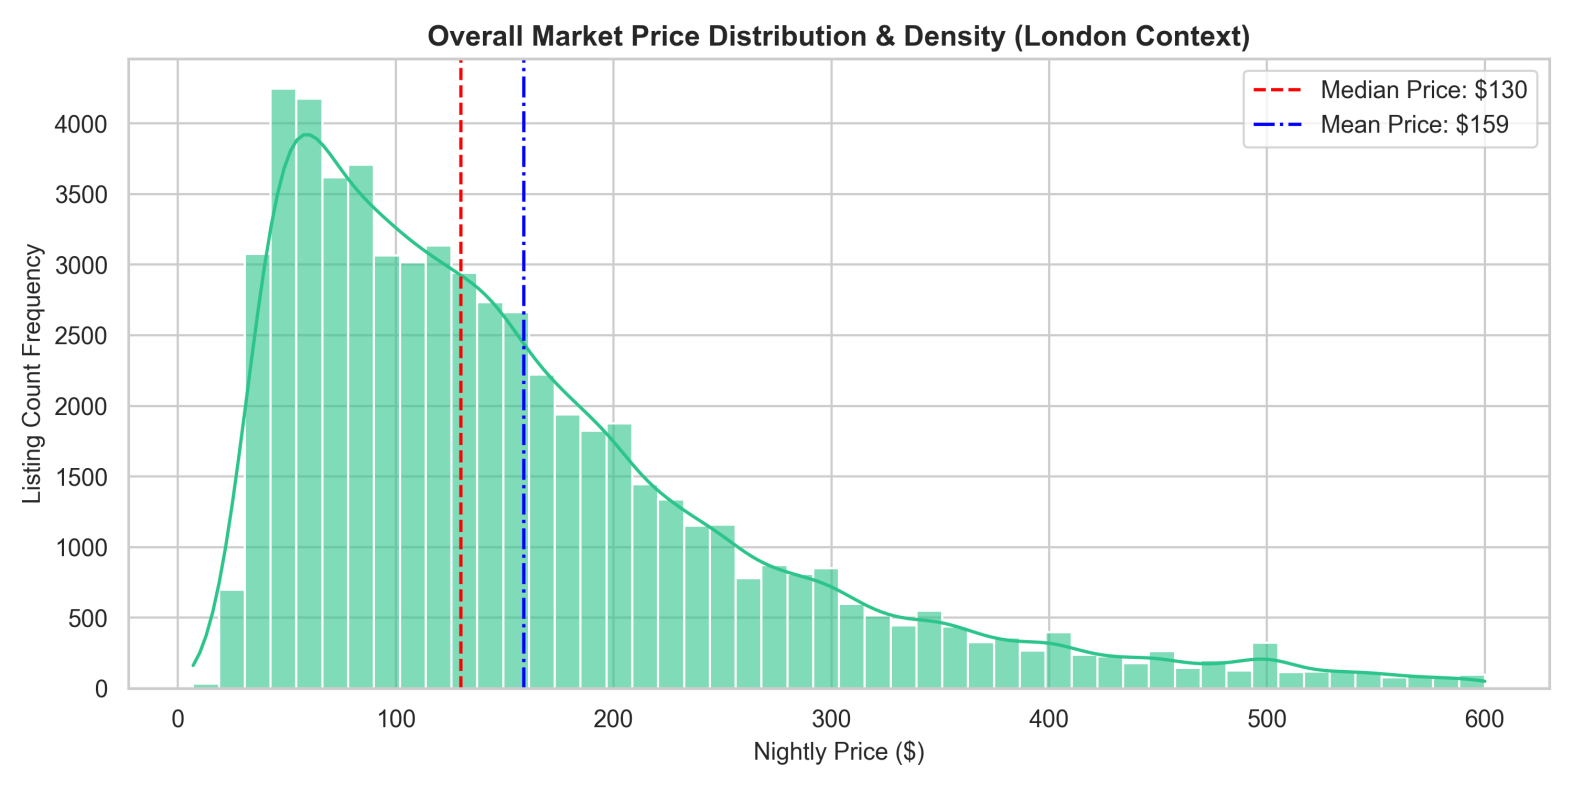 Overall Market Price Distribution & Density (London Context)
Median Price: $130
Mean Price: $159
Listing Count Frequency
4000
3500
3000
2500
2000
1500
1000
500
0
0 100 200 300 400 500 600
Nightly Price ($)